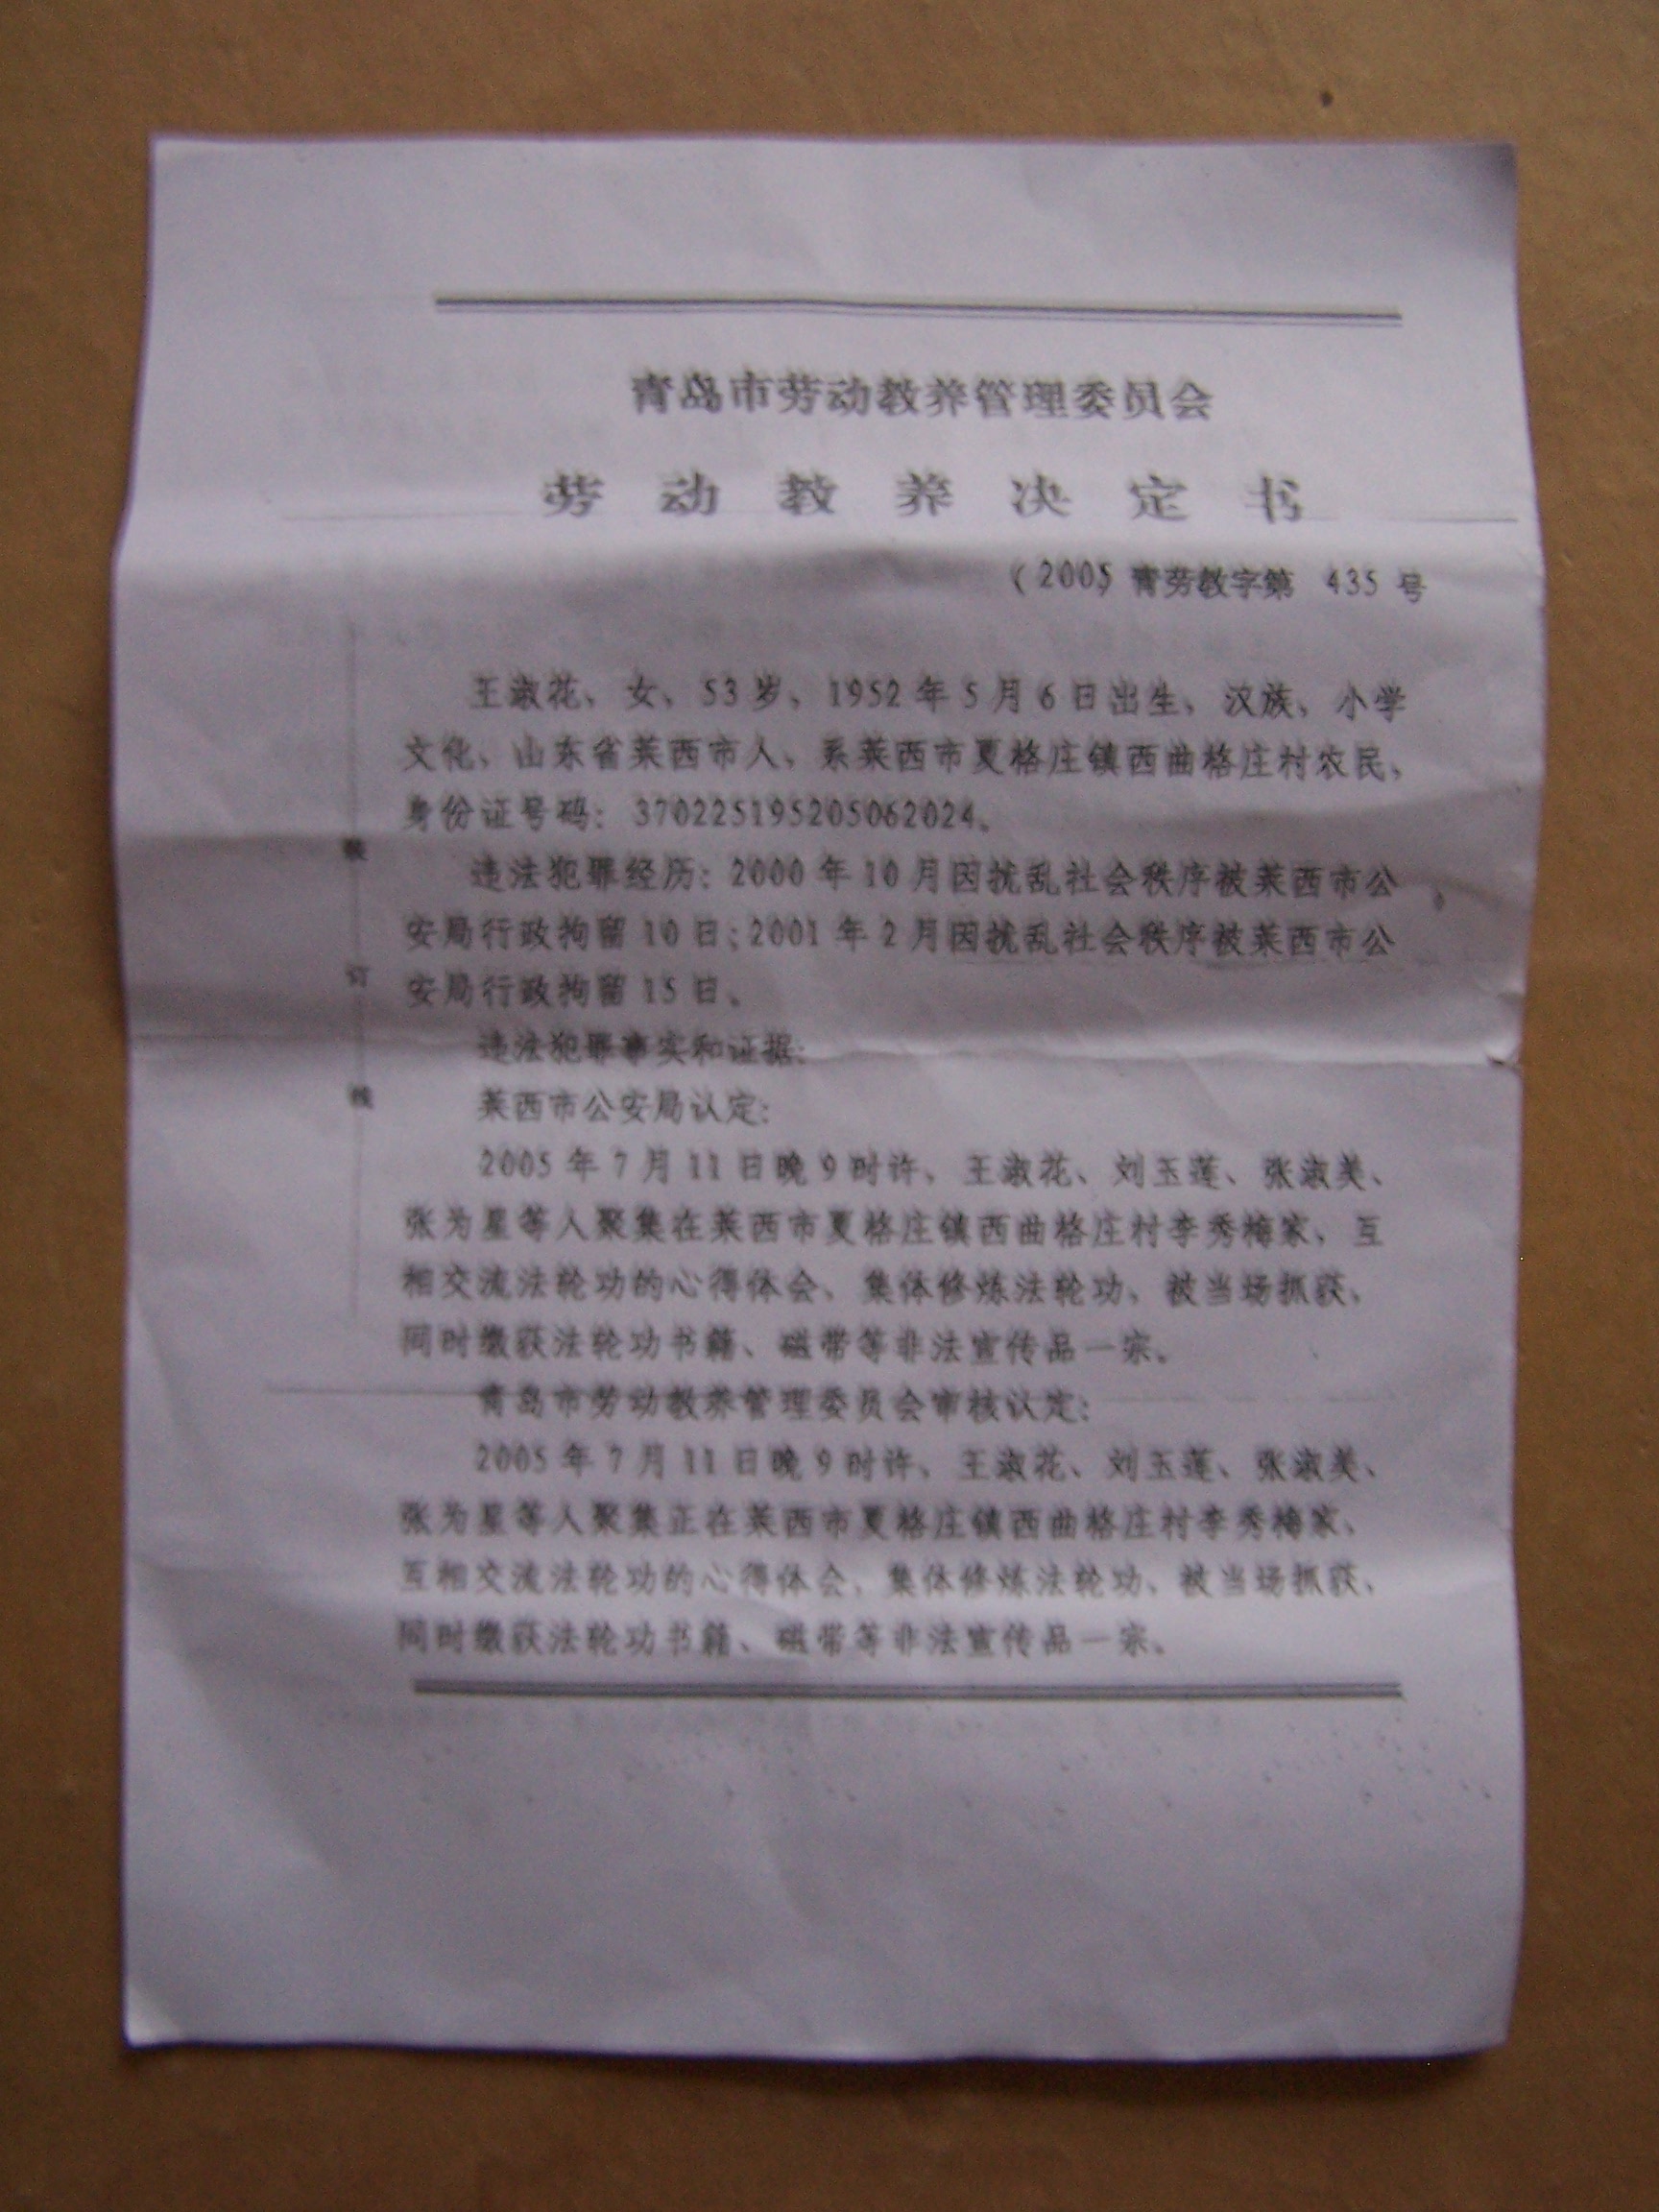 青岛市劳动教养管理委员会
劳动教养决定书
(2005)青劳教字第 435 号
王淑花、女、53岁、1952年5月6日出生、汉族、小学
文化、山东省莱西市人、系莱西市夏格庄镇西曲格庄村农民、
身份证号码:370225195205062024。
违法犯罪经历:2000年10月因扰乱社会秩序被莱西市公
安局行政拘留10日;2001年2月因扰乱社会秩序被莱西市公
安局行政拘留15日。
违法犯罪事实和证据:
莱西市公安局认定:
2005年7月11日晚9时许、王淑花、刘玉莲、张淑美、
张为星等人聚集在莱西市夏格庄镇西曲格庄村李秀梅家、互
相交流法轮功的心得体会、集体修炼法轮功、被当场抓获、
同时缴获法轮功书籍、磁带等非法宣传品一宗。
青岛市劳动教养管理委员会审核认定:
2005年7月11日晚9时许、王淑花、刘玉莲、张淑美、
张为星等人聚集正在莱西市夏格庄镇西曲格庄村李秀梅家、
互相交流法轮功的心得体会、集体修炼法轮功、被当场抓获、
同时缴获法轮功书籍、磁带等非法宣传品一宗。
装
订
线